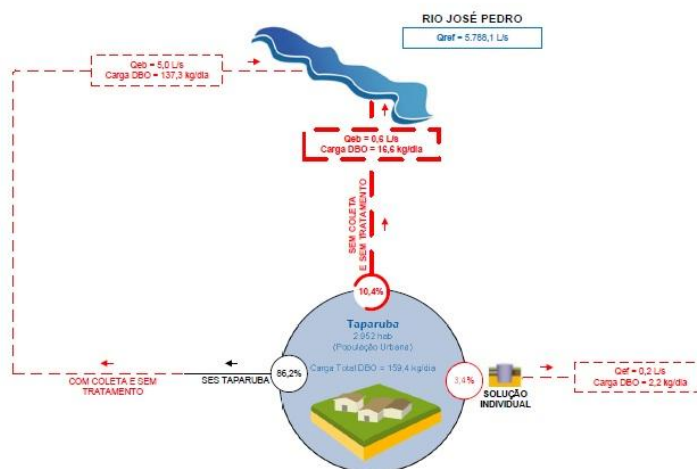 RIO JOSÉ PEDRO
Qref = 5.788,1 L/s
Qeb = 5,0 L/s
Carga DBO = 137,3 kg/dia
Qeb = 0,6 L/s
Carga DBO = 16,6 kg/dia
SEM COLETA
E SEM TRATAMENTO
10,4%
Taparuba
2.952 hab
(População Urbana)
Carga Total DBO = 159,4 kg/dia
86,2%
SES TAPARUBA
COM COLETA E SEM
TRATAMENTO
3,4%
SOLUÇÃO
INDIVIDUAL
Qef = 0,2 L/s
Carga DBO = 2,2 kg/dia